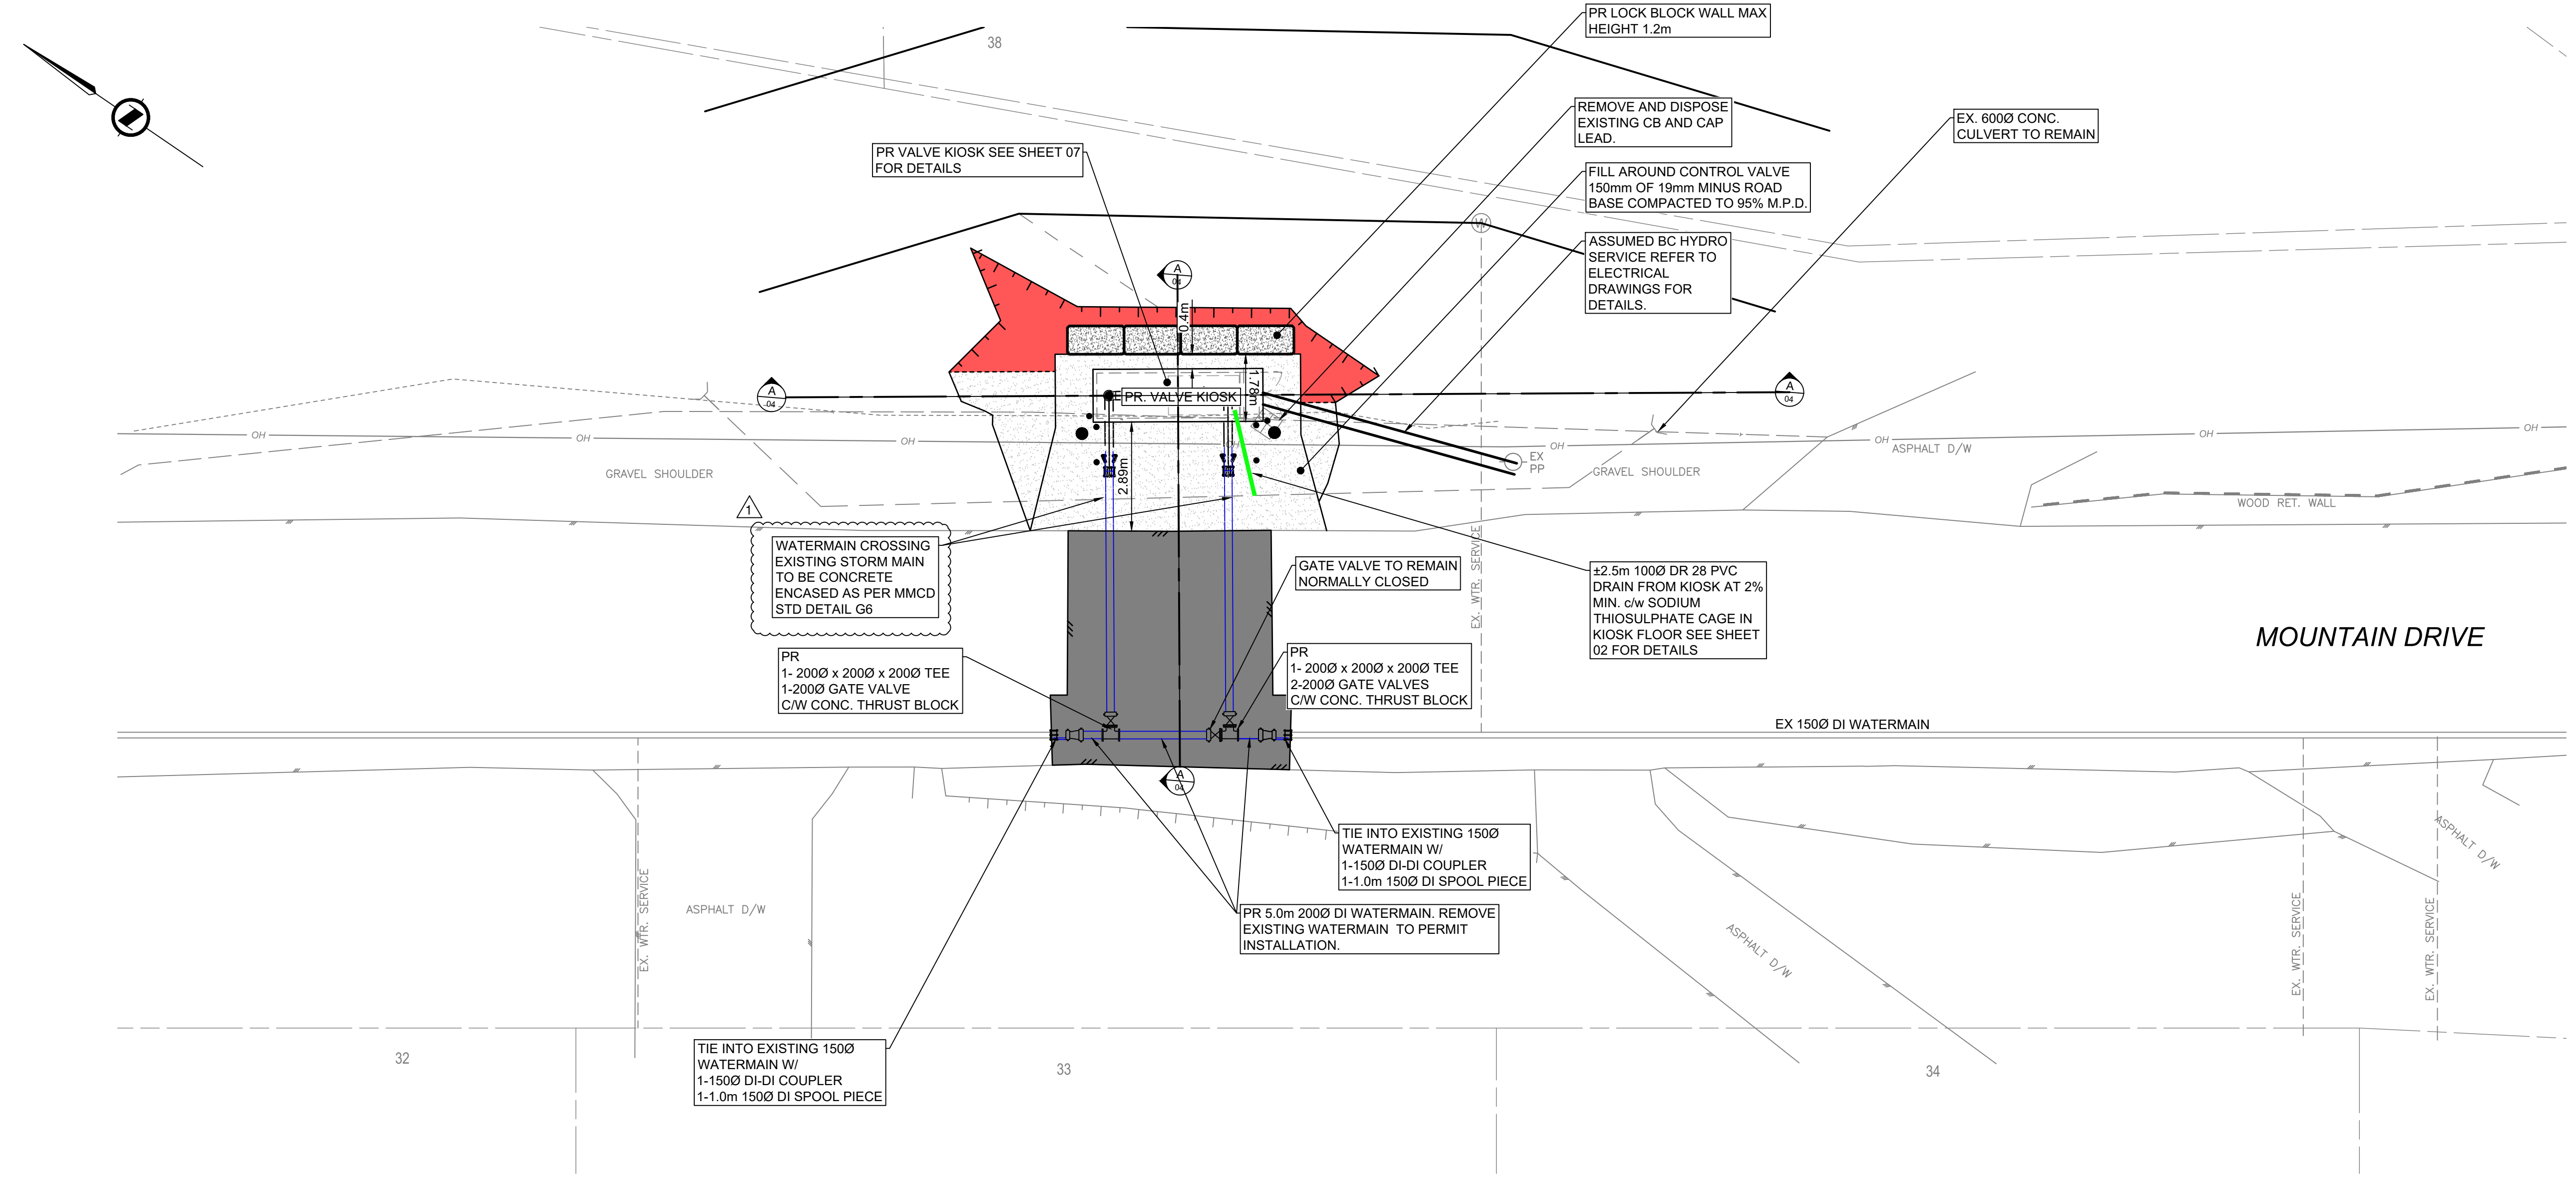 PR LOCK BLOCK WALL MAX
HEIGHT 1.2m
38
REMOVE AND DISPOSE
EXISTING CB AND CAP
LEAD.
EX. 600Ø CONC.
CULVERT TO REMAIN
PR VALVE KIOSK SEE SHEET 07
FOR DETAILS
FILL AROUND CONTROL VALVE
150mm OF 19mm MINUS ROAD
BASE COMPACTED TO 95% M.P.D.
W
ASSUMED BC HYDRO
SERVICE REFER TO
ELECTRICAL
DRAWINGS FOR
DETAILS.
A
04
0.4m
1.78m
A
04
PR. VALVE KIOSK
A
04
OH
OH
OH
OH
OH
OH
OH
OH
EX
PP
ASPHALT D/W
GRAVEL SHOULDER
2.89m
GRAVEL SHOULDER
WOOD RET. WALL
1
WATERMAIN CROSSING
EXISTING STORM MAIN
TO BE CONCRETE
ENCASED AS PER MMCD
STD DETAIL G6
GATE VALVE TO REMAIN
NORMALLY CLOSED
EX. WTR. SERVICE
±2.5m 100Ø DR 28 PVC
DRAIN FROM KIOSK AT 2%
MIN. c/w SODIUM
THIOSULPHATE CAGE IN
KIOSK FLOOR SEE SHEET
02 FOR DETAILS
MOUNTAIN DRIVE
PR
1- 200Ø x 200Ø x 200Ø TEE
1-200Ø GATE VALVE
C/W CONC. THRUST BLOCK
PR
1- 200Ø x 200Ø x 200Ø TEE
2-200Ø GATE VALVES
C/W CONC. THRUST BLOCK
EX 150Ø DI WATERMAIN
A
04
TIE INTO EXISTING 150Ø
WATERMAIN W/
1-150Ø DI-DI COUPLER
1-1.0m 150Ø DI SPOOL PIECE
ASPHALT D/W
EX. WTR. SERVICE
ASPHALT D/W
PR 5.0m 200Ø DI WATERMAIN. REMOVE
EXISTING WATERMAIN TO PERMIT
INSTALLATION.
ASPHALT D/W
EX. WTR. SERVICE
EX. WTR. SERVICE
TIE INTO EXISTING 150Ø
WATERMAIN W/
1-150Ø DI-DI COUPLER
1-1.0m 150Ø DI SPOOL PIECE
32
33
34